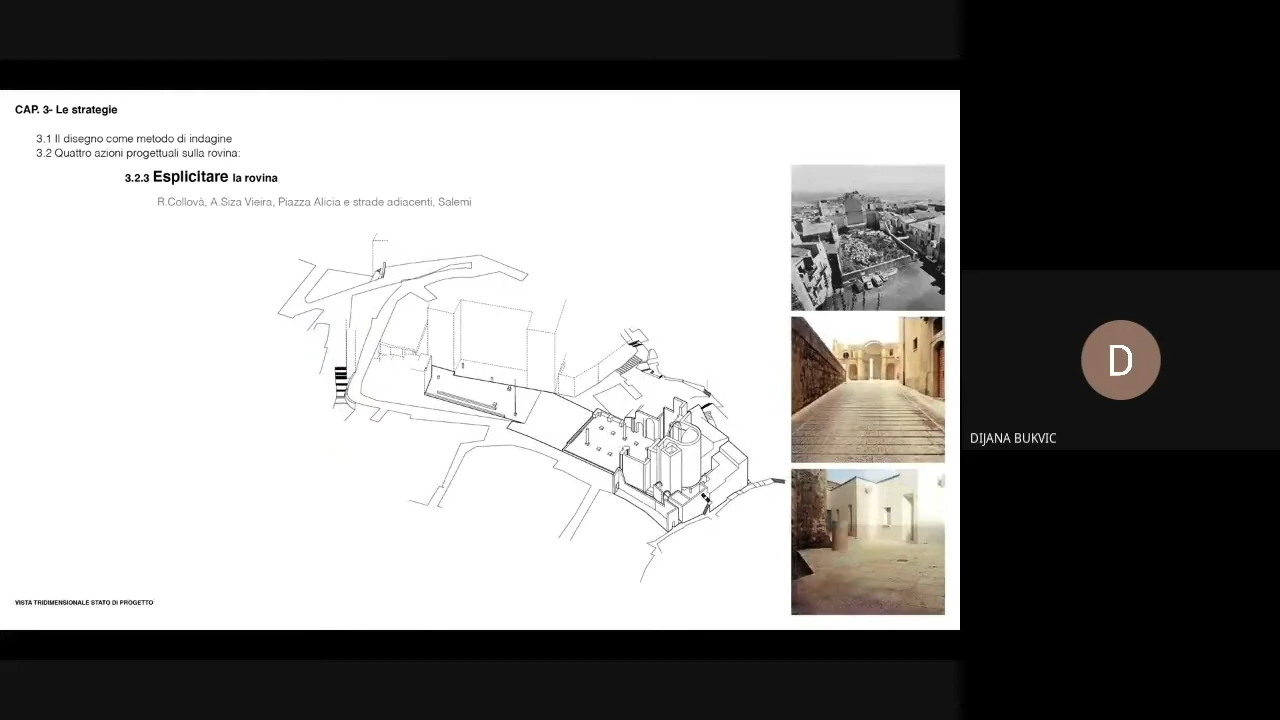 CAP. 3- Le strategie
3.1 Il disegno come metodo di indagine
3.2 Quattro azioni progettuali sulla rovina:
3.2.3 Esplicitare la rovina
R.Collovà, A.Siza Vieira, Piazza Alicia e strade adiacenti, Salemi
VISTA TRIDIMENSIONALE STATO DI PROGETTO
D
DIJANA BUKVIC